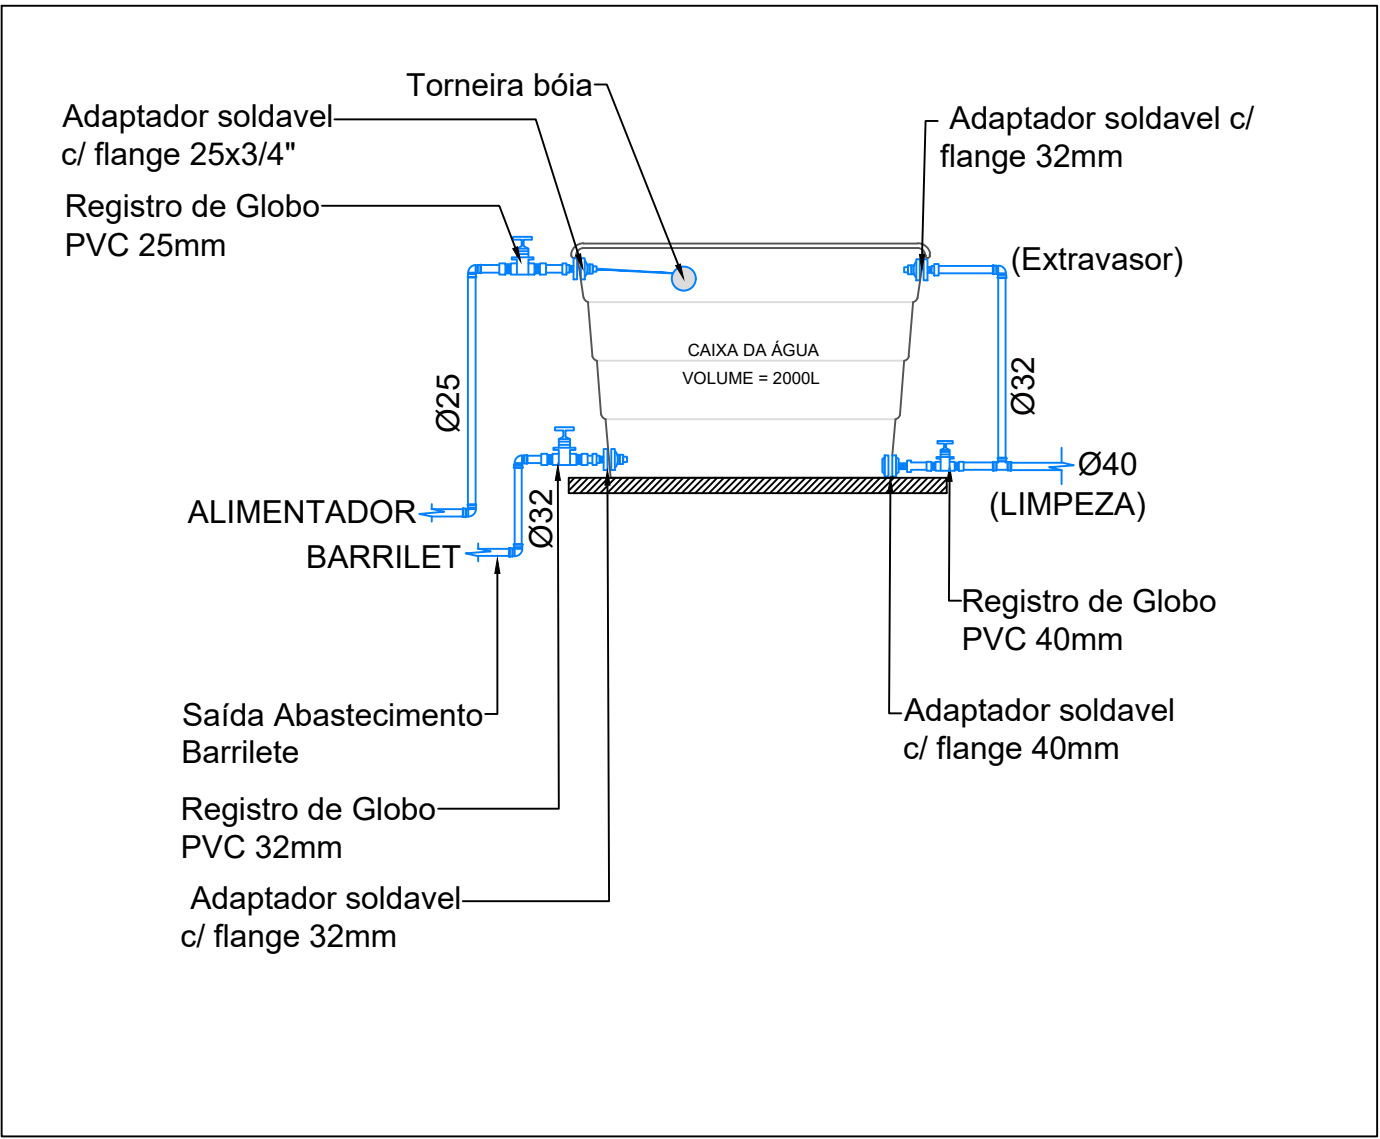 Torneira bóia
Adaptador soldavel
c/ flange 25x3/4"
Adaptador soldavel c/
flange 32mm
Registro de Globo
PVC 25mm
(Extravasor)
CAIXA DA ÁGUA
VOLUME = 2000L
Ø25
Ø32
Ø40
(LIMPEZA)
ALIMENTADOR
Ø32
BARRILET
Registro de Globo
PVC 40mm
Saída Abastecimento
Barrilete
Adaptador soldavel
c/ flange 40mm
Registro de Globo
PVC 32mm
Adaptador soldavel
c/ flange 32mm